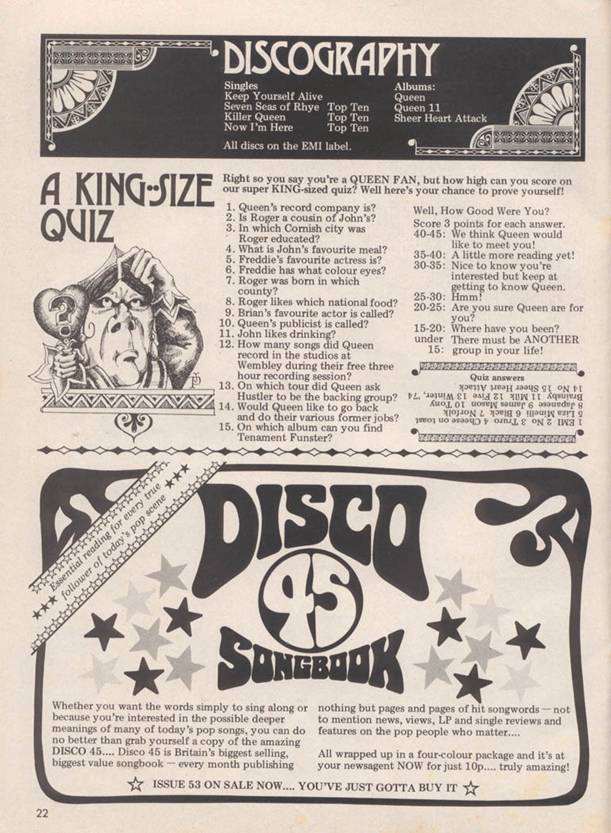 DISCOGRAPHY
Singles
Keep Yourself Alive
Seven Seas of Rhye Top Ten
Killer Queen Top Ten
Now I'm Here Top Ten
All discs on the EMI label.
Albums:
Queen
Queen 11
Sheer Heart Attack
A KING-SIZE
QUIZ
Right so you say you're a QUEEN FAN, but how high can you score on
our super KING-sized quiz? Well here's your chance to prove yourself!
1. Queen's record company is?
2. Is Roger a cousin of John's?
3. In which Cornish city was
Roger educated?
4. What is John's favourite meal?
5. Freddie's favourite actress is?
6. Freddie has what colour eyes?
7. Roger was born in which
county?
8. Roger likes which national food?
9. Brian's favourite actor is called?
10. Queen's publicist is called?
11. John likes drinking?
12. How many songs did Queen
record in the studios at
Wembley during their free three
hour recording session?
13. On which tour did Queen ask
Hustler to be the backing group?
14. Would Queen like to go back
and do their various former jobs?
15. On which album can you find
Tenament Funster?
Well, How Good Were You?
Score 3 points for each answer.
40-45: We think Queen would
like to meet you!
35-40: A little more reading yet!
30-35: Nice to know you're
interested but keep at
getting to know Queen.
25-30: Hmm!
20-25: Are you sure Queen are for
you?
15-20: Where have you been?
under There must be ANOTHER
15: group in your life!
Quiz answers
1 EMI 2 No 3 Truro 4 Cheese on toast
5 Liza Minelli 6 Black 7 Norfolk
8 Japanese 9 James Mason 10 Tony
Brainsby 11 Milk 12 Five 13 Winter, '74
14 No 15 Sheer Heart Attack
Essential reading for every true
follower of today's pop scene
DISCO
45
SONGBOOK
Whether you want the words simply to sing along or
because you're interested in the possible deeper
meanings of many of today's pop songs, you can do
no better than grab yourself a copy of the amazing
DISCO 45.... Disco 45 is Britain's biggest selling,
biggest value songbook — every month publishing
nothing but pages and pages of hit songwords — not
to mention news, views, LP and single reviews and
features on the pop people who matter....
All wrapped up in a four-colour package and it's at
your newsagent NOW for just 10p.... truly amazing!
ISSUE 53 ON SALE NOW.... YOU'VE JUST GOTTA BUY IT
22